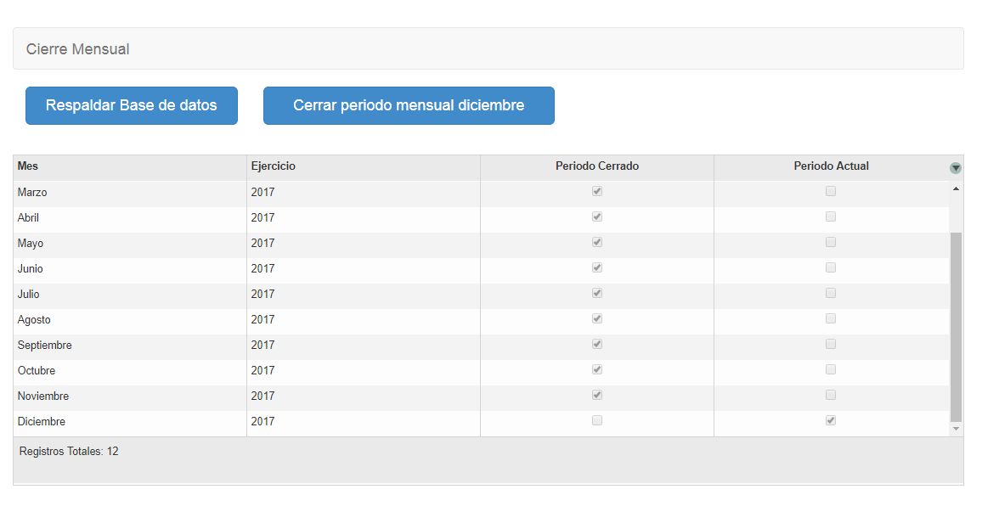 Cierre Mensual
Respaldar Base de datos Cerrar periodo mensual diciembre
Mes Ejercicio Periodo Cerrado Periodo Actual
Marzo 2017
Abril 2017
Mayo 2017
Junio 2017
Julio 2017
Agosto 2017
Septiembre 2017
Octubre 2017
Noviembre 2017
Diciembre 2017
Registros Totales: 12